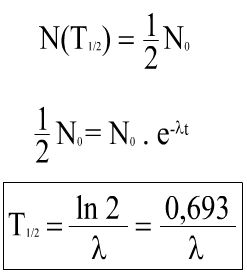 N(T₁/₂) = 1/2 N₀
1/2 N₀ = N₀ . e^-λt
T₁/₂ = ln 2/λ = 0,693/λ